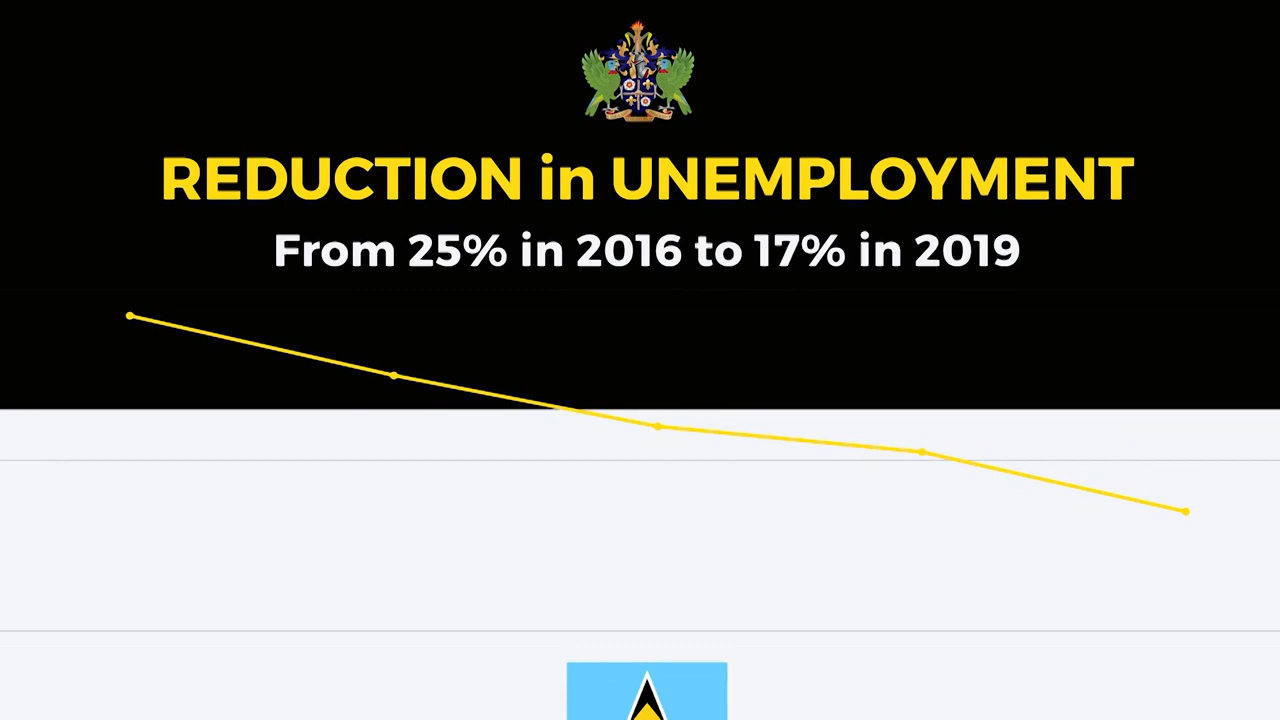 REDUCTION in UNEMPLOYMENT
From 25% in 2016 to 17% in 2019